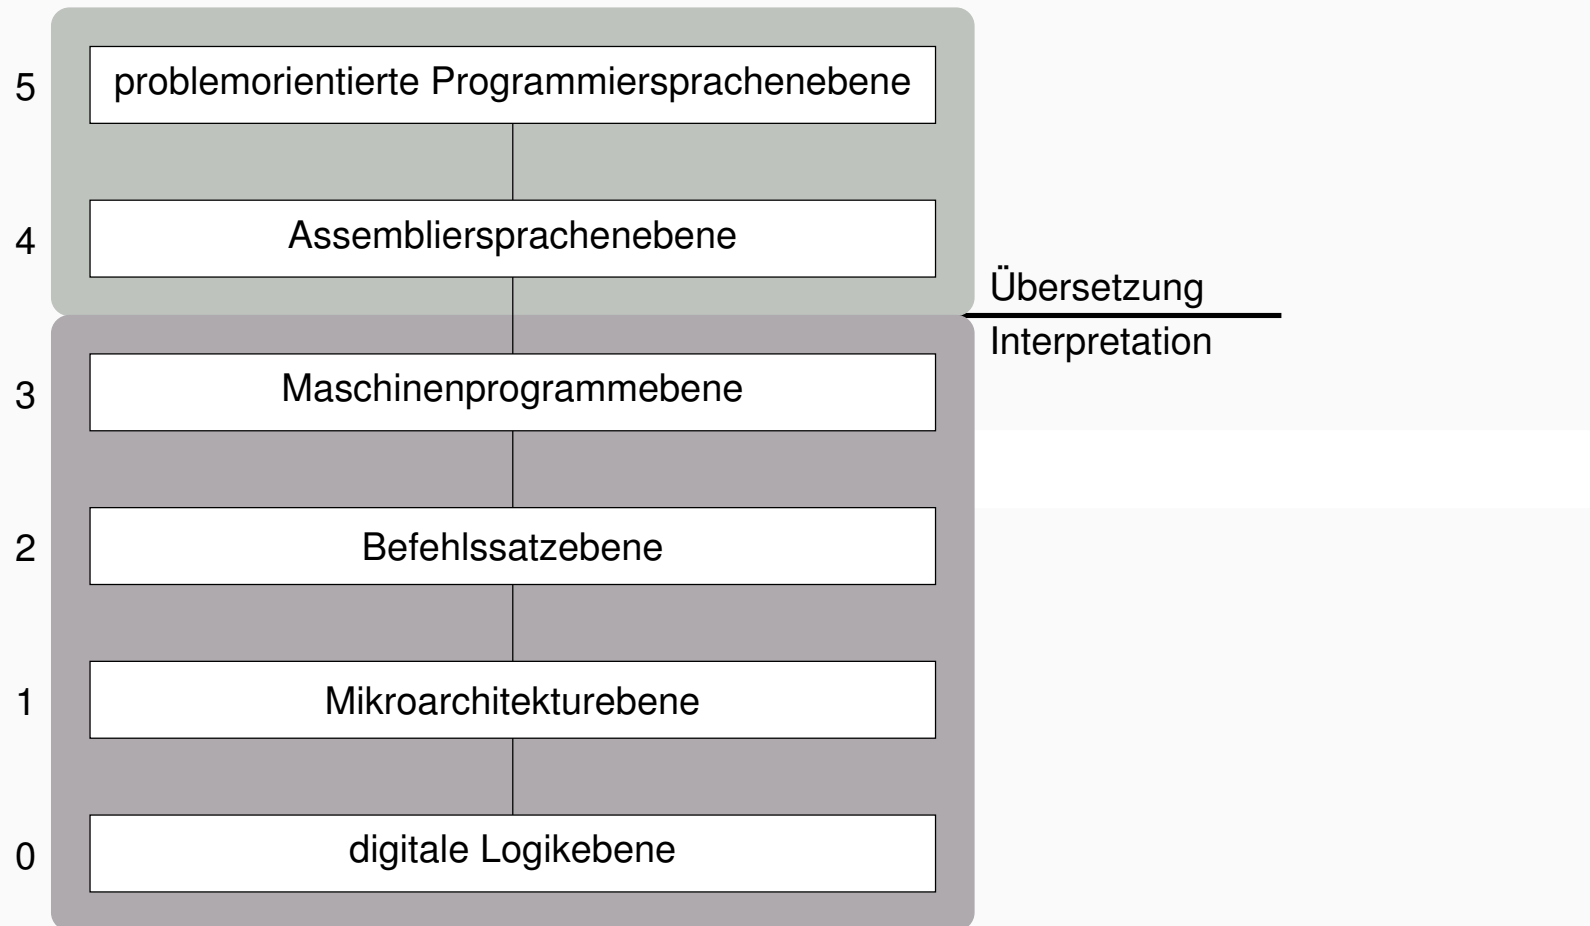 5 problemorientierte Programmiersprachenebene
4 Assembliersprachenebene
Übersetzung
Interpretation
3 Maschinenprogrammebene
2 Befehlssatzebene
1 Mikroarchitekturebene
0 digitale Logikebene